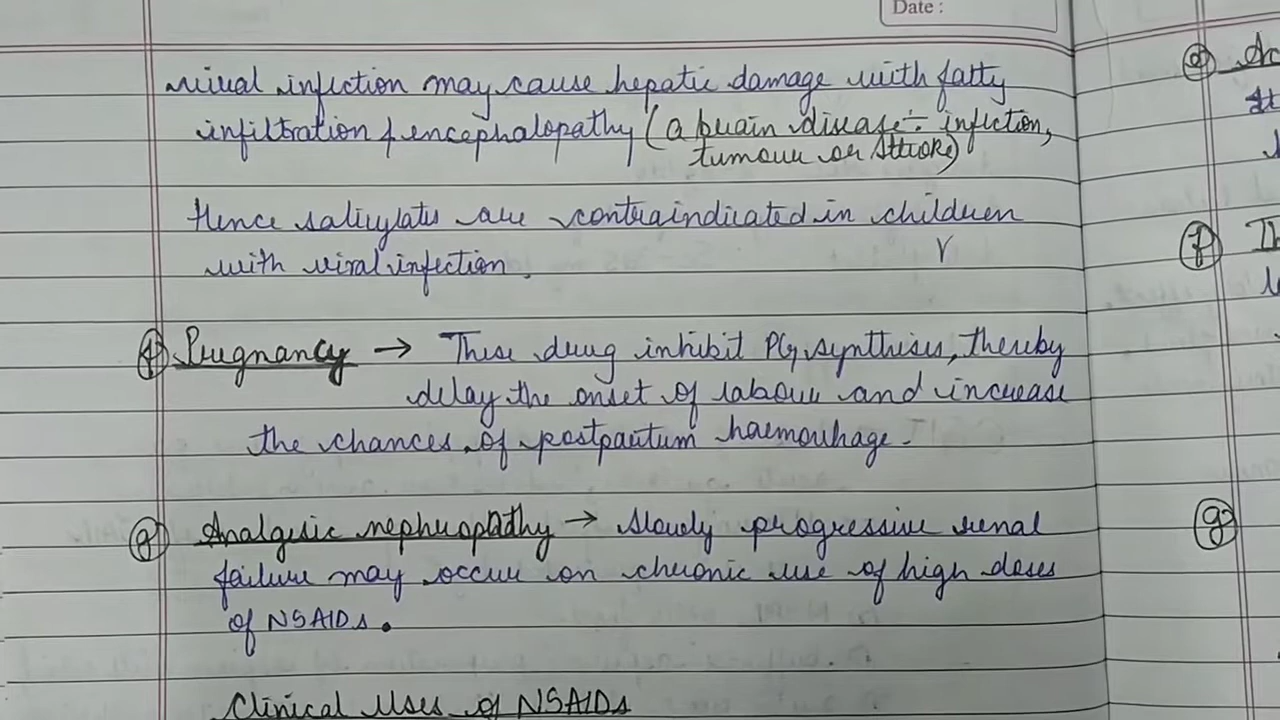 Date :
viral infection may cause hepatic damage with fatty
infiltration & encephalopathy (a brain disease ÷ infection,
tumour or stroke)
Hence salicylates are contraindicated in children
with viral infection.
(f) Pregnancy → These drug inhibit PG synthesis, thereby
delay the onset of labour and increase
the chances of postpartum haemorrhage.
(g) Analgesic nephropathy → Slowly progressive renal
failure may occur on chronic use of high doses
of NSAIDs.
Clinical Uses of NSAIDs
(f)
(g)